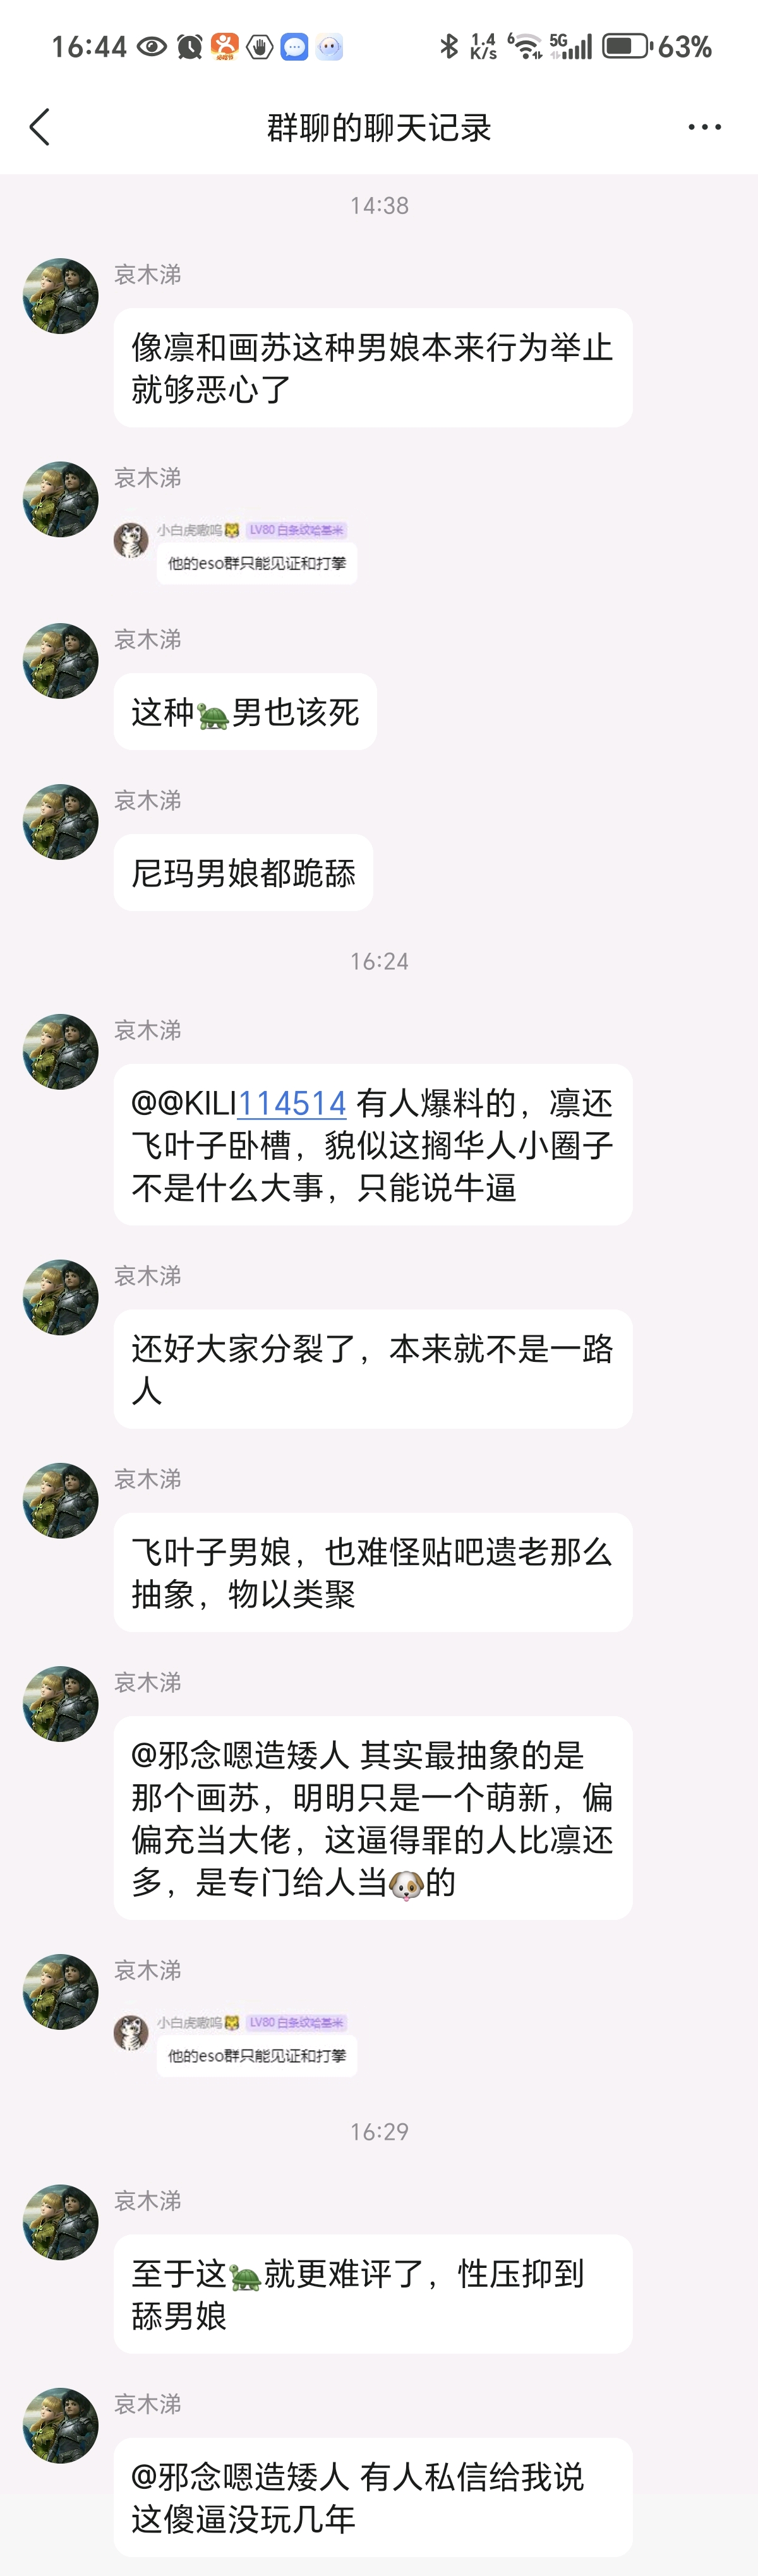 16:44
1.4
K/s
6
5G
63%
群聊的聊天记录
14:38
哀木涕
像凛和画苏这种男娘本来行为举止
就够恶心了
哀木涕
小白虎嗷呜🐯 LV80 白条纹哈基米
他的eso群只能见证和打拳
哀木涕
这种🐢男也该死
哀木涕
尼玛男娘都跪舔
16:24
哀木涕
@@KILI114514 有人爆料的，凛还
飞叶子卧槽，貌似这搁华人小圈子
不是什么大事，只能说牛逼
哀木涕
还好大家分裂了，本来就不是一路
人
哀木涕
飞叶子男娘，也难怪贴吧遗老那么
抽象，物以类聚
哀木涕
@邪念嗯造矮人 其实最抽象的是
那个画苏，明明只是一个萌新，偏
偏充当大佬，这逼得罪的人比凛还
多，是专门给人当🐶的
哀木涕
小白虎嗷呜🐯 LV80 白条纹哈基米
他的eso群只能见证和打拳
16:29
哀木涕
至于这🐢就更难评了，性压抑到
舔男娘
哀木涕
@邪念嗯造矮人 有人私信给我说
这傻逼没玩几年